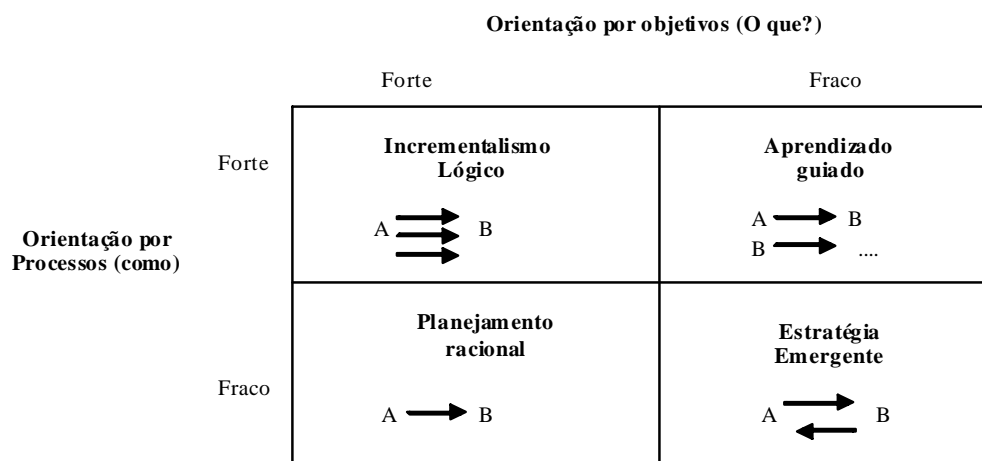 Orientação por objetivos (O que?)
Forte Fraco
Forte
Incrementalismo
Lógico
A B
Aprendizado
guiado
A B
B ....
Orientação por
Processos (como)
Fraco
Planejamento
racional
A B
Estratégia
Emergente
A B